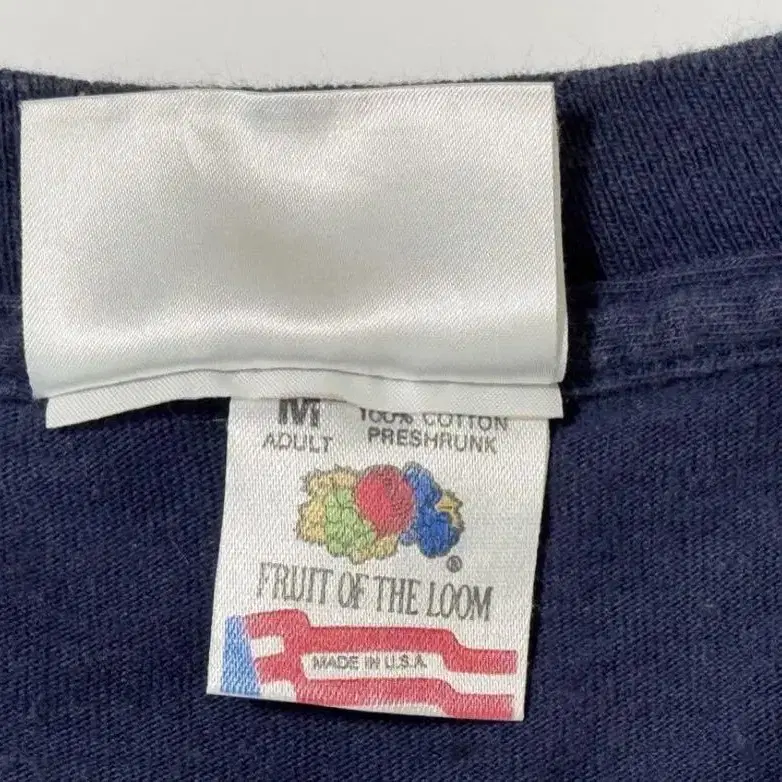 M 100% COTTON
ADULT PRESHRUNK
®
FRUIT OF THE LOOM
MADE IN U.S.A.